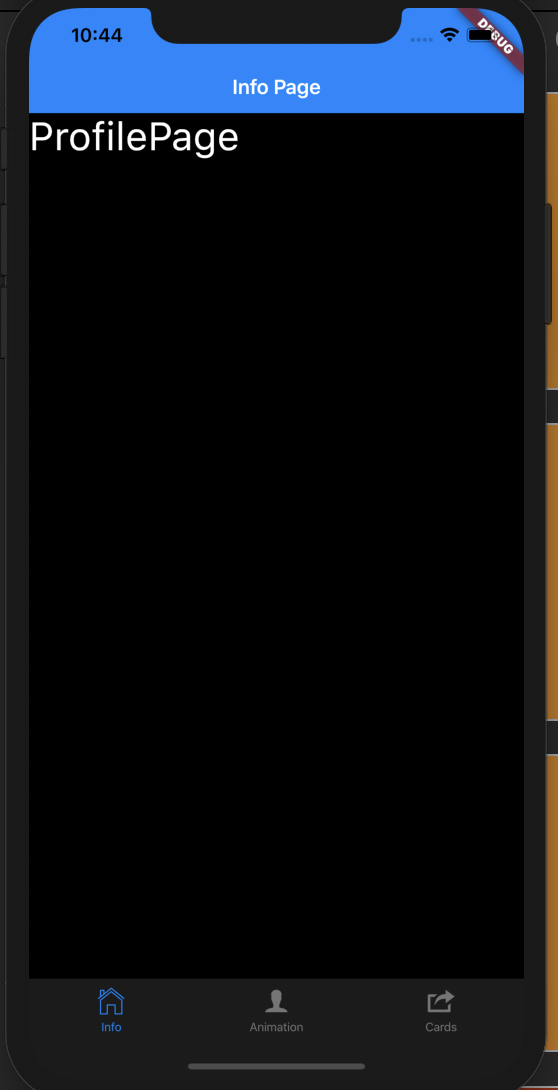 10:44
DEBUG
Info Page
ProfilePage
Info
Animation
Cards